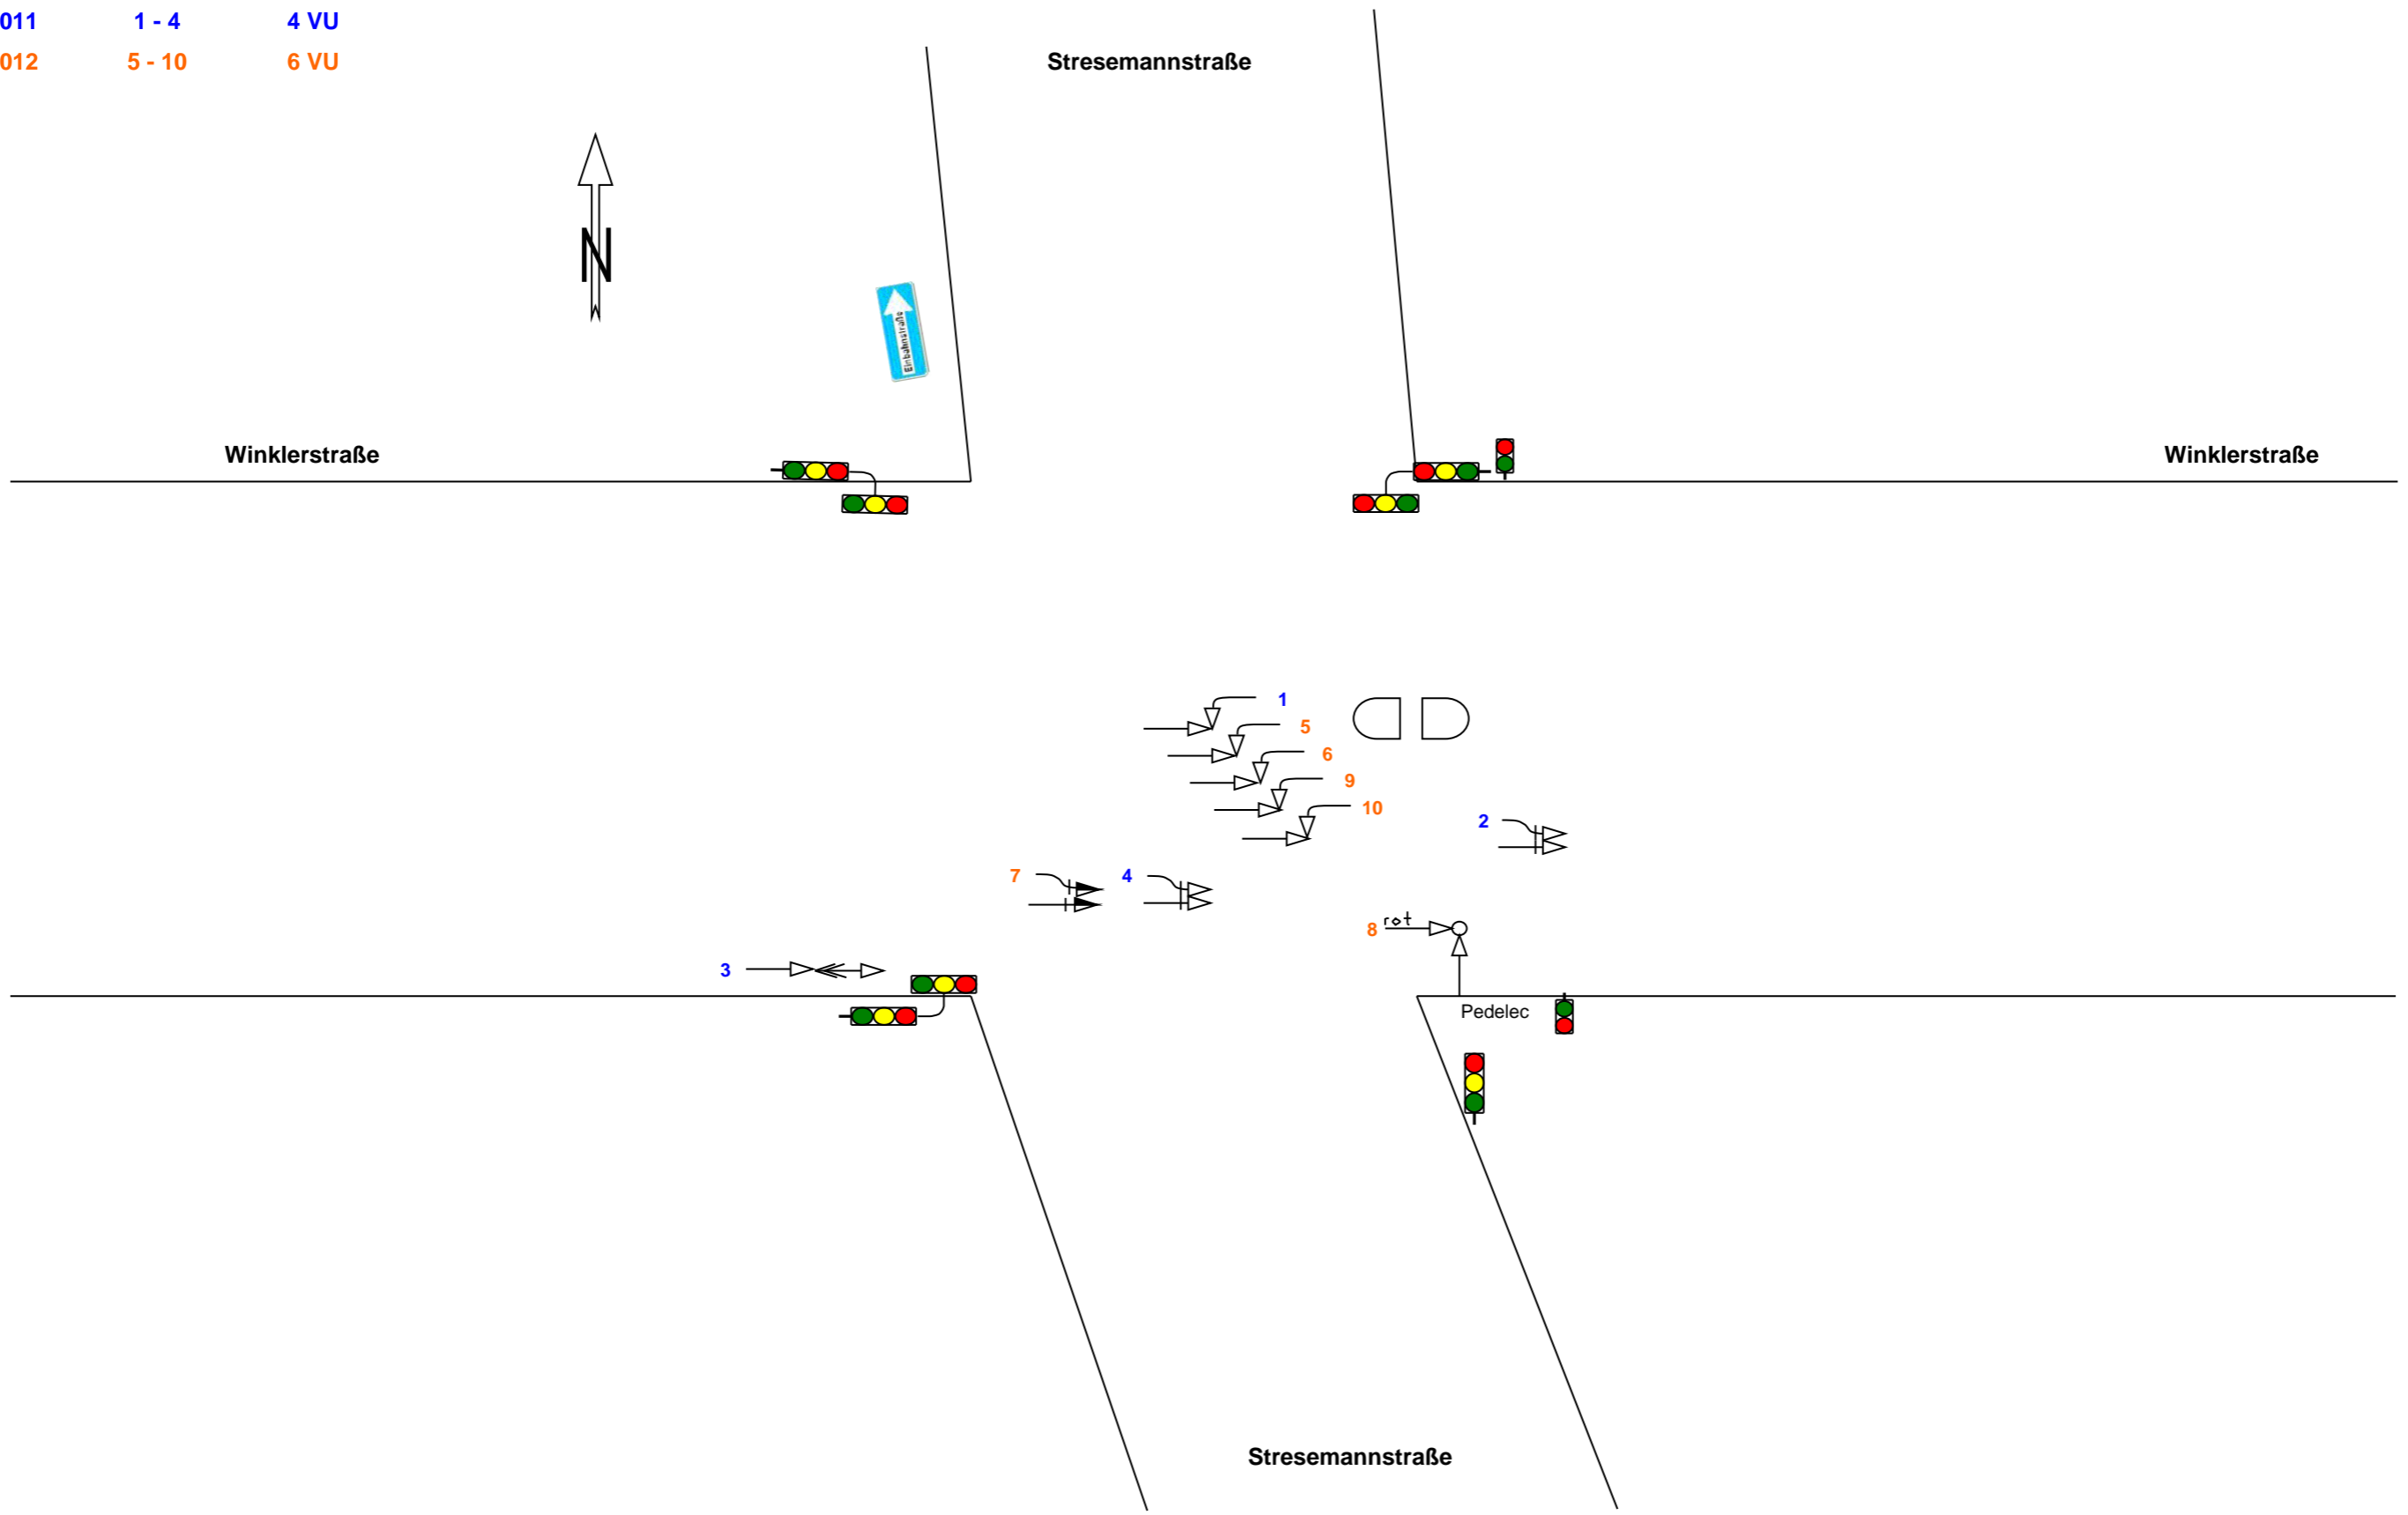 011 1 - 4 4 VU
012 5 - 10 6 VU
Stresemannstraße
N
Einbahnstraße
Winklerstraße
Winklerstraße
1
5
6
9
10
2
7
4
8 rot
3
Pedelec
Stresemannstraße